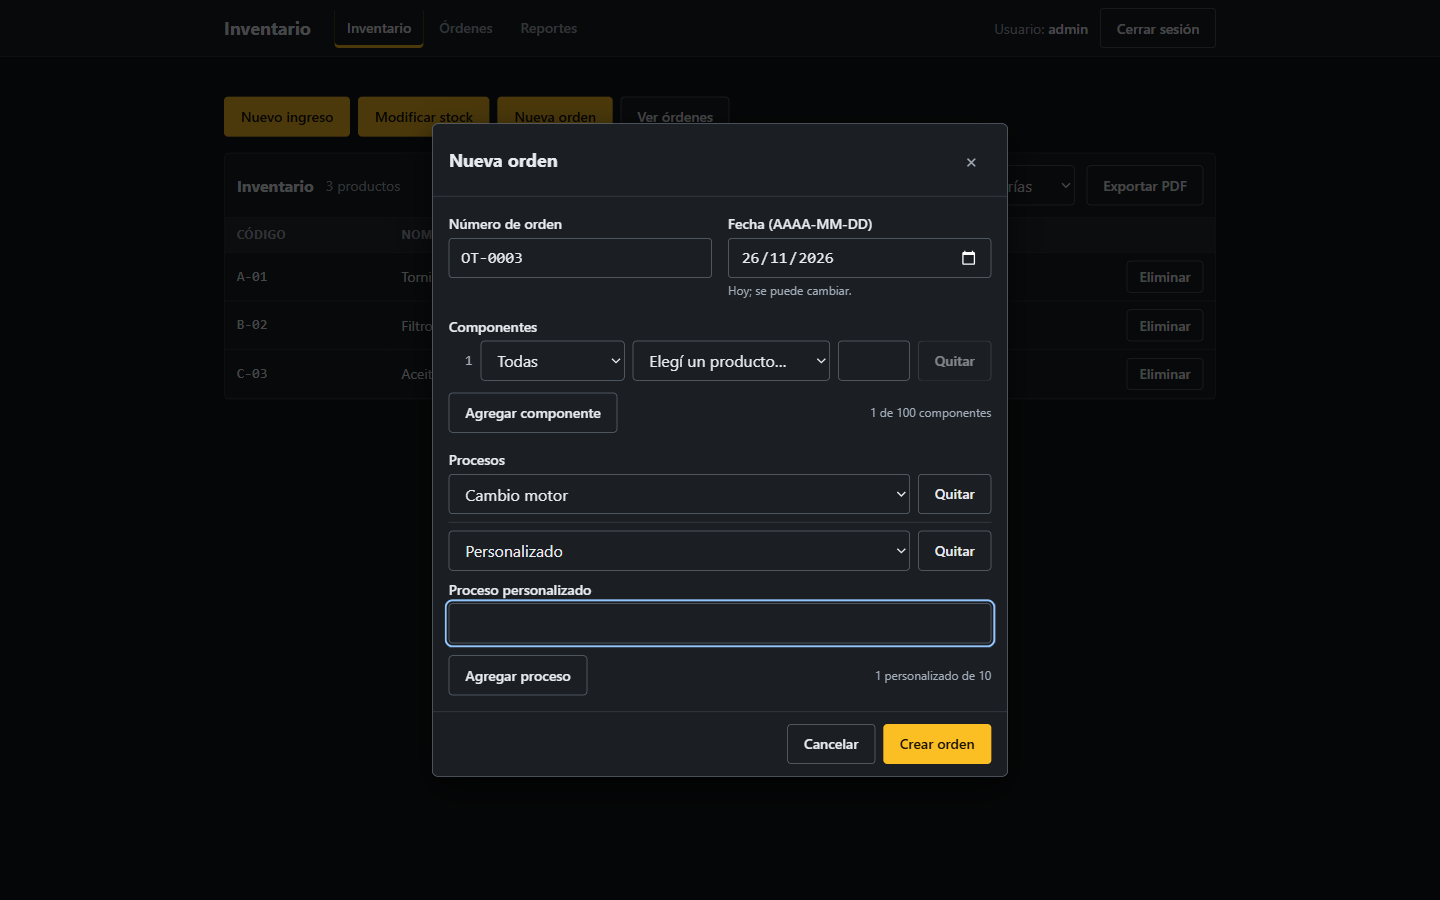 Inventario Inventario Órdenes Reportes Usuario: admin Cerrar sesión
Nuevo ingreso Modificar stock Nueva orden Ver órdenes
Inventario 3 productos rías Exportar PDF
CÓDIGO NOM
A-01 Torni Eliminar
B-02 Filtro Eliminar
C-03 Aceit Eliminar
Nueva orden ×
Número de orden Fecha (AAAA-MM-DD)
OT-0003 26/11/2026
Hoy; se puede cambiar.
Componentes
1 Todas Elegí un producto... Quitar
Agregar componente 1 de 100 componentes
Procesos
Cambio motor Quitar
Personalizado Quitar
Proceso personalizado
Agregar proceso 1 personalizado de 10
Cancelar Crear orden